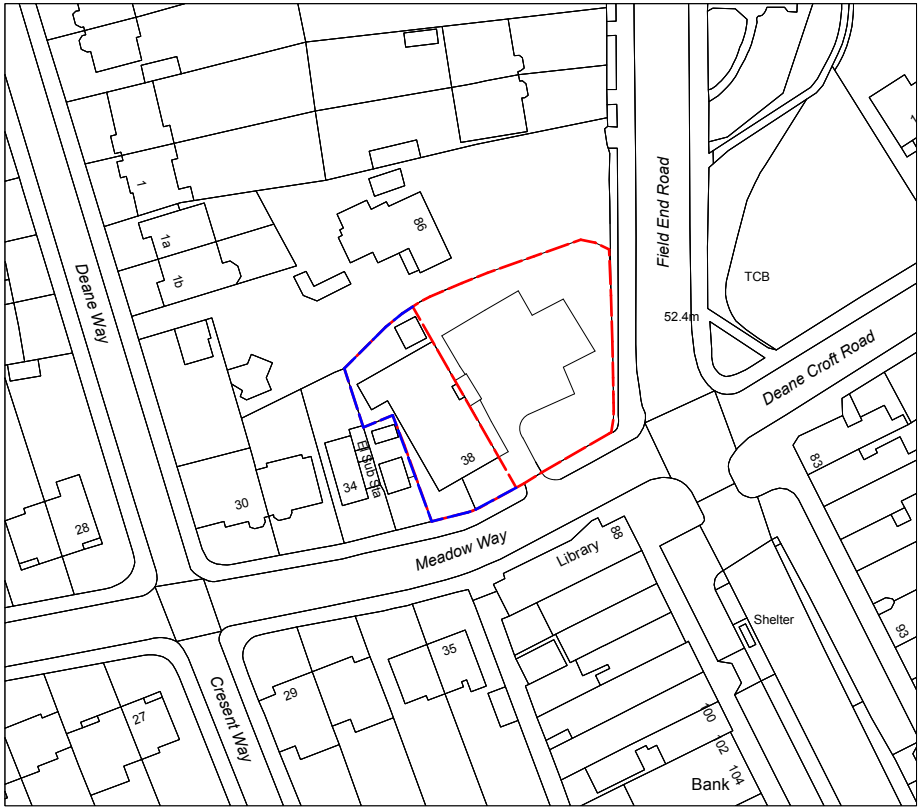 1
1
1a
1b
86
Field End Road
TCB
52.4m
Deane Way
Deane Croft Road
83
El Sub Sta
38
34
30
28
Meadow Way
Library
88
Shelter
93
35
29
27
Cresent Way
100
102
104
Bank